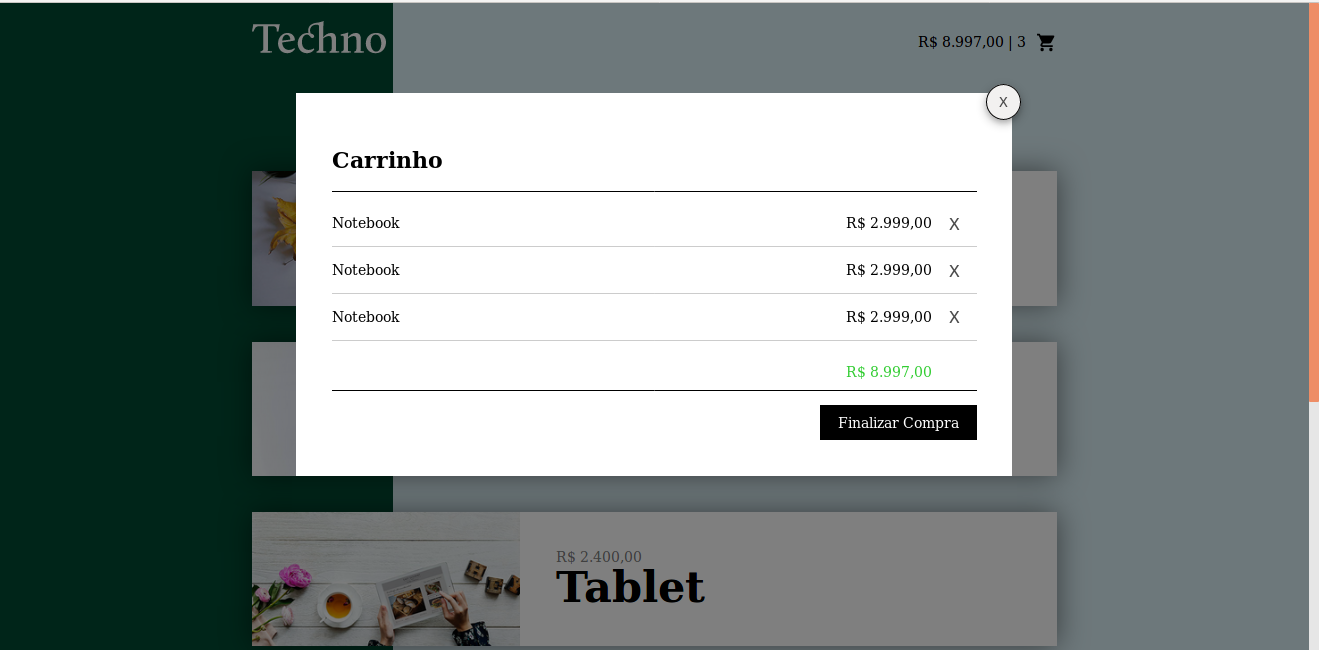 Techno
R$ 8.997,00 | 3
X
Carrinho
Notebook R$ 2.999,00 X
Notebook R$ 2.999,00 X
Notebook R$ 2.999,00 X
R$ 8.997,00
Finalizar Compra
R$ 2.400,00
Tablet